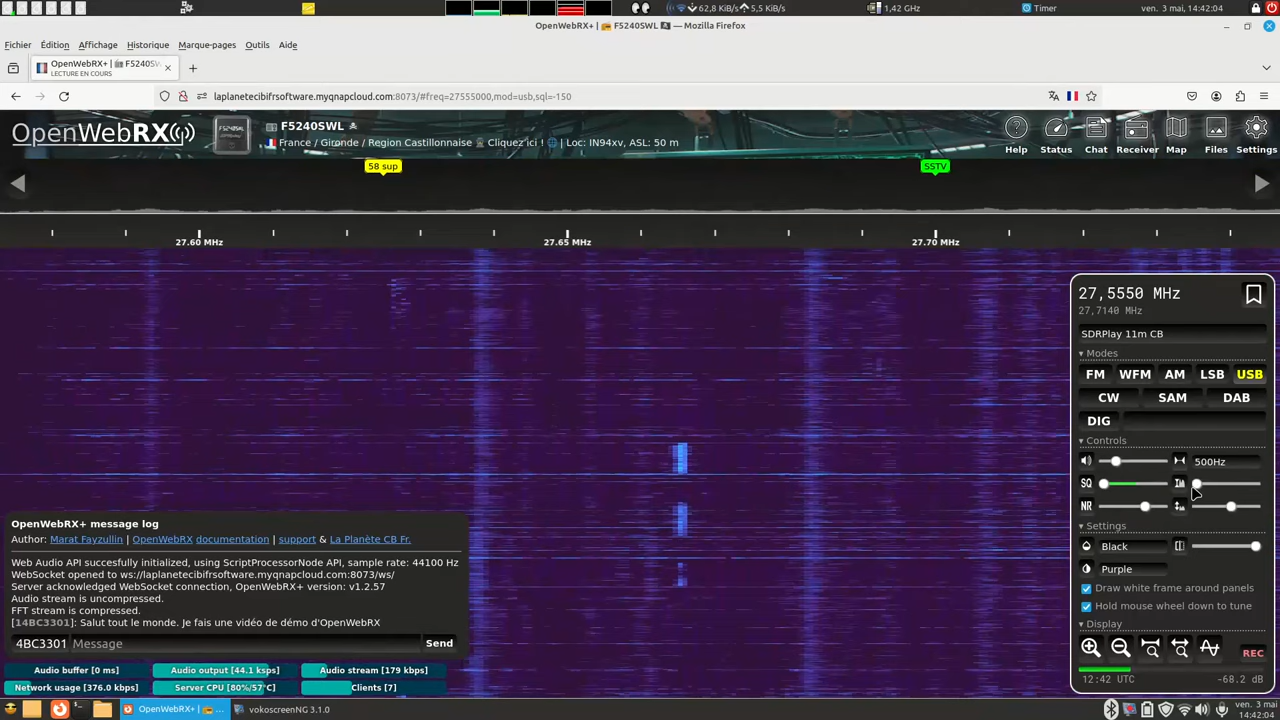 62,8 KiB/s
5,5 KiB/s
1,42 GHz
Timer
ven. 3 mai, 14:42:04
OpenWebRX+ | 📻 F5240SWL — Mozilla Firefox
Fichier Édition Affichage Historique Marque-pages Outils Aide
OpenWebRX+ | 📻 F5240SW
LECTURE EN COURS
laplanetecibifrsoftware.myqnapcloud.com:8073/#freq=27555000,mod=usb,sql=-150
OpenWebRX
F5240SWL
F5240SWL
France / Gironde / Region Castillonnaise Cliquez ici ! | Loc: IN94xv, ASL: 50 m
Help Status Chat Receiver Map Files Settings
58 sup
SSTV
27.60 MHz
27.65 MHz
27.70 MHz
27,5550 MHz
27,7140 MHz
SDRPlay 11m CB
Modes
FM WFM AM LSB USB
CW SAM DAB
DIG
Controls
500Hz
SQ
NR
Settings
Black
Purple
Draw white frame around panels
Hold mouse wheel down to tune
Display
REC
12:42 UTC
-68.2 dB
OpenWebRX+ message log
Author: Marat Fayzullin | OpenWebRX documentation | support & La Planète CB Fr.
Web Audio API succesfully initialized, using ScriptProcessorNode API, sample rate: 44100 Hz
WebSocket opened to ws://laplanetecibifrsoftware.myqnapcloud.com:8073/ws/
Server acknowledged WebSocket connection, OpenWebRX+ version: v1.2.57
Audio stream is uncompressed.
FFT stream is compressed.
[14BC3301]: Salut tout le monde. Je fais une vidéo de démo d'OpenWebRX
4BC3301 Message Send
Audio buffer [0 ms]
Audio output [44.1 ksps]
Audio stream [179 kbps]
Network usage [376.0 kbps]
Server CPU [80%/57°C]
Clients [7]
OpenWebRX+ | 📻 ...
vokoscreenNG 3.1.0
ven. 3 mai
14:42:04